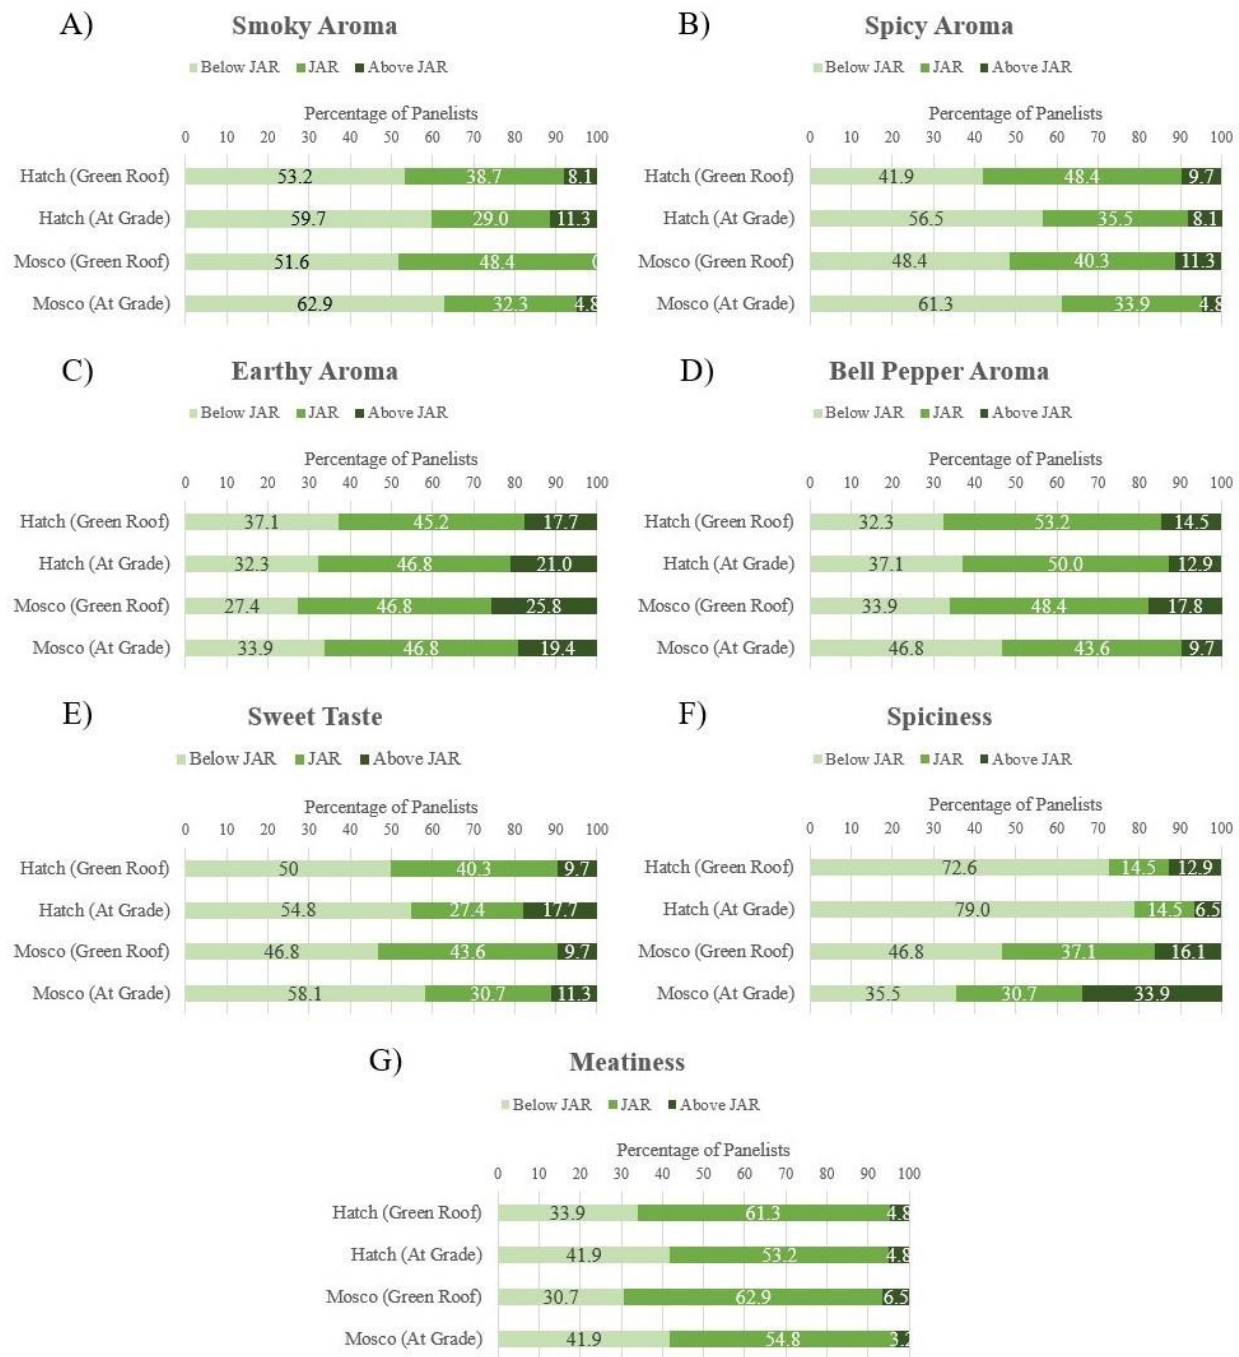 A) Smoky Aroma
Below JAR JAR Above JAR
Percentage of Panelists
0 10 20 30 40 50 60 70 80 90 100
Hatch (Green Roof) 53.2 38.7 8.1
Hatch (At Grade) 59.7 29.0 11.3
Mosco (Green Roof) 51.6 48.4
Mosco (At Grade) 62.9 32.3 4.8
B) Spicy Aroma
Below JAR JAR Above JAR
Percentage of Panelists
0 10 20 30 40 50 60 70 80 90 100
Hatch (Green Roof) 41.9 48.4 9.7
Hatch (At Grade) 56.5 35.5 8.1
Mosco (Green Roof) 48.4 40.3 11.3
Mosco (At Grade) 61.3 33.9 4.8
C) Earthy Aroma
Below JAR JAR Above JAR
Percentage of Panelists
0 10 20 30 40 50 60 70 80 90 100
Hatch (Green Roof) 37.1 45.2 17.7
Hatch (At Grade) 32.3 46.8 21.0
Mosco (Green Roof) 27.4 46.8 25.8
Mosco (At Grade) 33.9 46.8 19.4
D) Bell Pepper Aroma
Below JAR JAR Above JAR
Percentage of Panelists
0 10 20 30 40 50 60 70 80 90 100
Hatch (Green Roof) 32.3 53.2 14.5
Hatch (At Grade) 37.1 50.0 12.9
Mosco (Green Roof) 33.9 48.4 17.8
Mosco (At Grade) 46.8 43.6 9.7
E) Sweet Taste
Below JAR JAR Above JAR
Percentage of Panelists
0 10 20 30 40 50 60 70 80 90 100
Hatch (Green Roof) 50 40.3 9.7
Hatch (At Grade) 54.8 27.4 17.7
Mosco (Green Roof) 46.8 43.6 9.7
Mosco (At Grade) 58.1 30.7 11.3
F) Spiciness
Below JAR JAR Above JAR
Percentage of Panelists
0 10 20 30 40 50 60 70 80 90 100
Hatch (Green Roof) 72.6 14.5 12.9
Hatch (At Grade) 79.0 14.5 6.5
Mosco (Green Roof) 46.8 37.1 16.1
Mosco (At Grade) 35.5 30.7 33.9
G) Meatiness
Below JAR JAR Above JAR
Percentage of Panelists
0 10 20 30 40 50 60 70 80 90 100
Hatch (Green Roof) 33.9 61.3 4.8
Hatch (At Grade) 41.9 53.2 4.8
Mosco (Green Roof) 30.7 62.9 6.5
Mosco (At Grade) 41.9 54.8 3.2